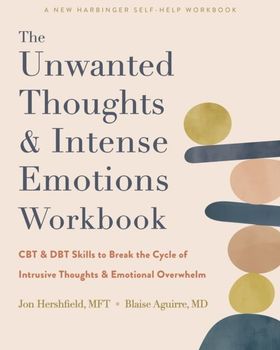 A NEW HARBINGER SELF-HELP WORKBOOK
The
Unwanted
Thoughts
& Intense
Emotions
Workbook
CBT & DBT Skills to Break the Cycle of
Intrusive Thoughts & Emotional Overwhelm
Jon Hershfield, MFT • Blaise Aguirre, MD